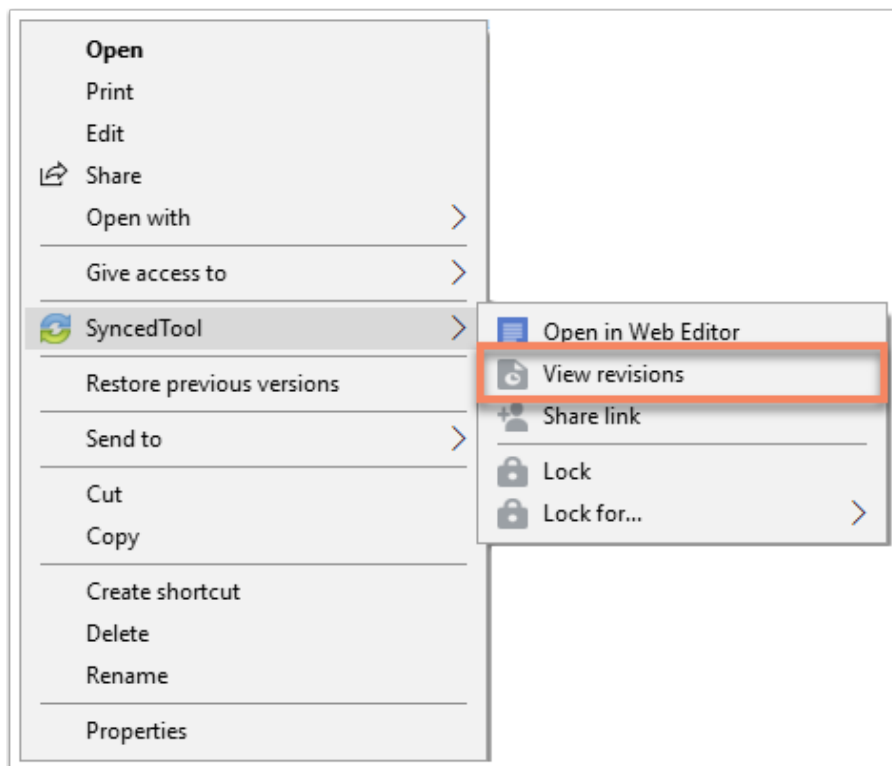 Open
Print
Edit
Share
Open with
Give access to
SyncedTool
Restore previous versions
Send to
Cut
Copy
Create shortcut
Delete
Rename
Properties
Open in Web Editor
View revisions
Share link
Lock
Lock for...